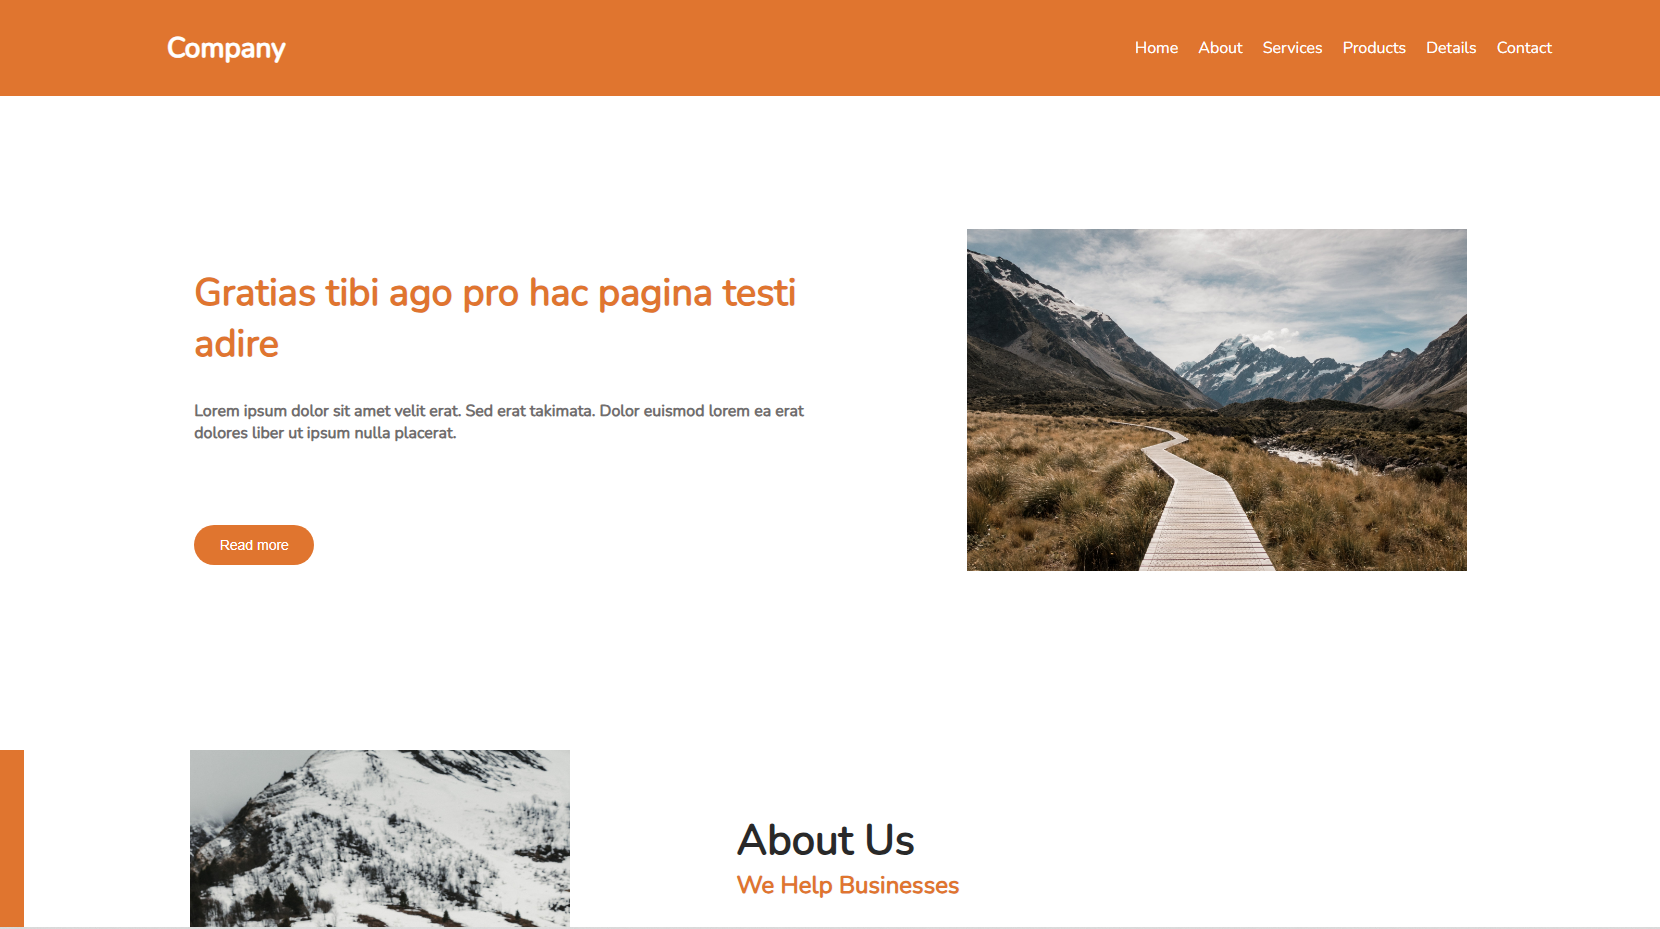 Company
Home About Services Products Details Contact
Gratias tibi ago pro hac pagina testi
adire
Lorem ipsum dolor sit amet velit erat. Sed erat takimata. Dolor euismod lorem ea erat
dolores liber ut ipsum nulla placerat.
Read more
About Us
We Help Businesses